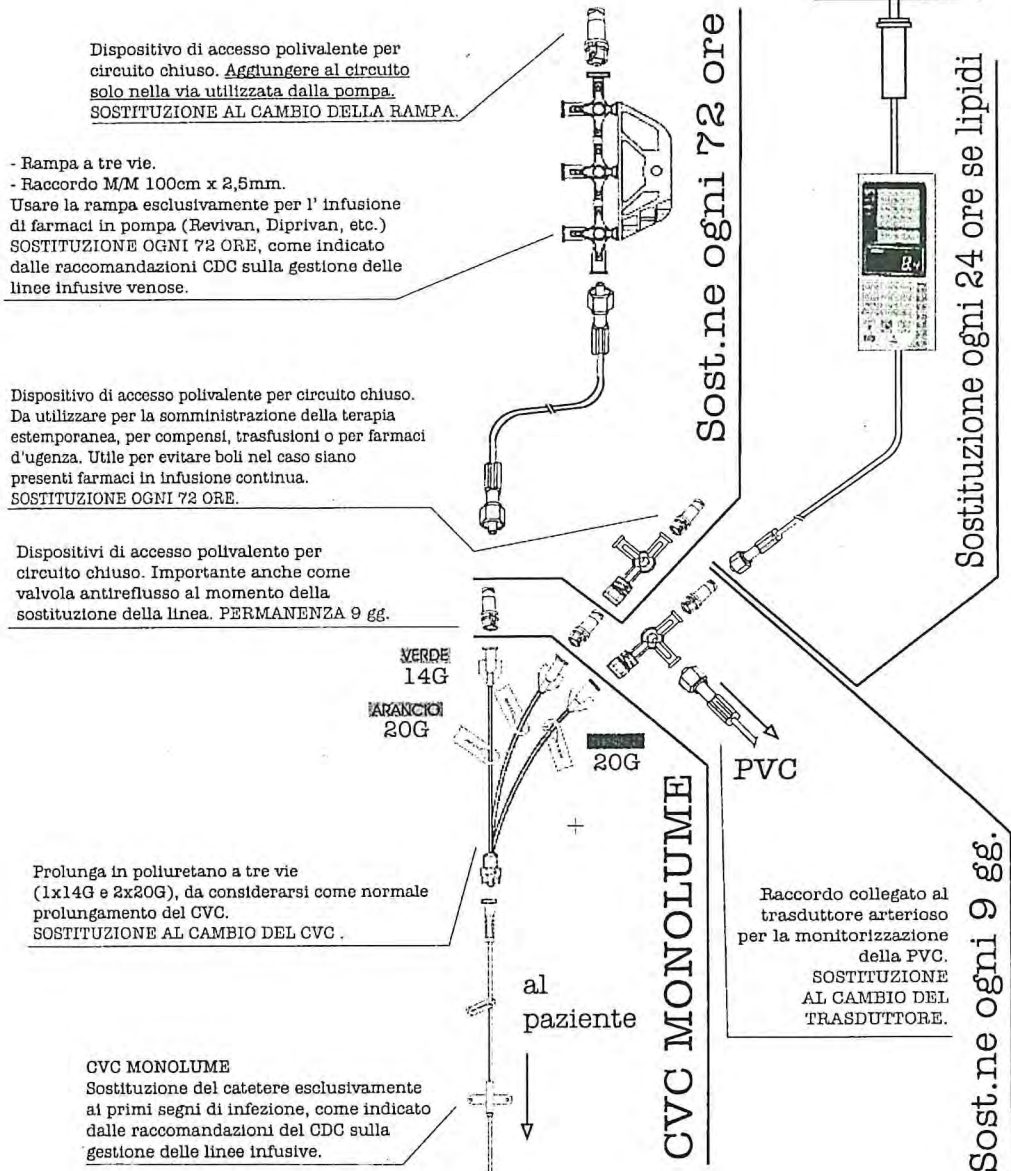 Dispositivo di accesso polivalente per
circuito chiuso. Aggiungere al circuito
solo nella via utilizzata dalla pompa.
SOSTITUZIONE AL CAMBIO DELLA RAMPA.
- Rampa a tre vie.
- Raccordo M/M 100cm x 2,5mm.
Usare la rampa esclusivamente per l' infusione
di farmaci in pompa (Revivan, Diprivan, etc.)
SOSTITUZIONE OGNI 72 ORE, come indicato
dalle raccomandazioni CDC sulla gestione delle
linee infusive venose.
Sost.ne ogni 72 ore
Sostituzione ogni 24 ore se lipidi
Dispositivo di accesso polivalente per circuito chiuso.
Da utilizzare per la somministrazione della terapia
estemporanea, per compensi, trasfusioni o per farmaci
d'ugenza. Utile per evitare boli nel caso siano
presenti farmaci in infusione continua.
SOSTITUZIONE OGNI 72 ORE.
Dispositivi di accesso polivalente per
circuito chiuso. Importante anche come
valvola antireflusso al momento della
sostituzione della linea. PERMANENZA 9 gg.
VERDE
14G
ARANCIO
20G
20G
PVC
CVC MONOLUME
Sost.ne ogni 9 gg.
Prolunga in poliuretano a tre vie
(1x14G e 2x20G), da considerarsi come normale
prolungamento del CVC.
SOSTITUZIONE AL CAMBIO DEL CVC .
Raccordo collegato al
trasduttore arterioso
per la monitorizzazione
della PVC.
SOSTITUZIONE
AL CAMBIO DEL
TRASDUTTORE.
al
paziente
CVC MONOLUME
Sostituzione del catetere esclusivamente
ai primi segni di infezione, come indicato
dalle raccomandazioni del CDC sulla
gestione delle linee infusive.